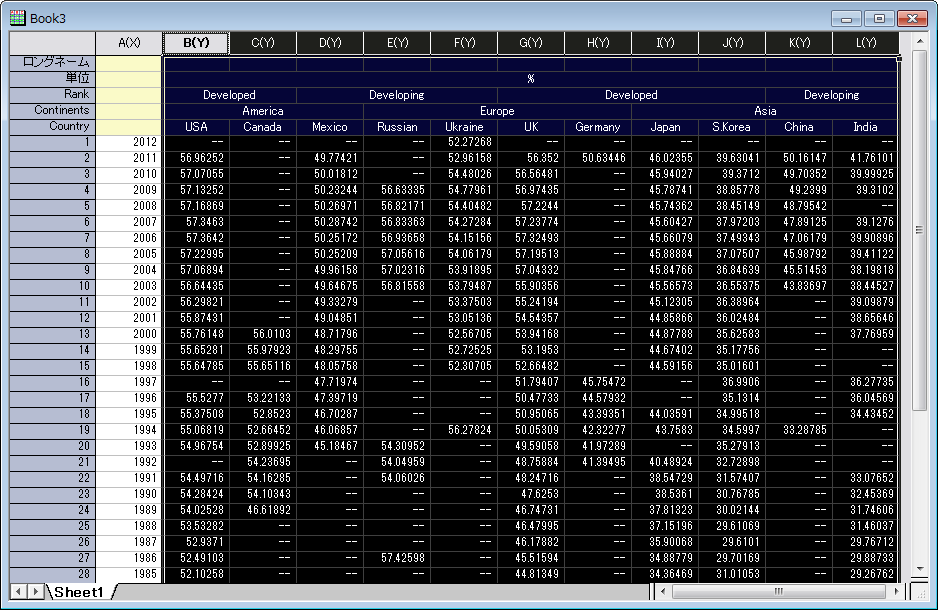 Book3
A(X) B(Y) C(Y) D(Y) E(Y) F(Y) G(Y) H(Y) I(Y) J(Y) K(Y) L(Y)
ロングネーム
単位 %
Rank Developed Developing Developed Developing
Continents America Europe Asia
Country USA Canada Mexico Russian Ukraine UK Germany Japan S.Korea China India
1 2012 -- -- -- -- 52.27268 -- -- -- -- -- --
2 2011 56.96252 -- 49.77421 -- 52.96158 56.352 50.63446 46.02355 39.63041 50.16147 41.76101
3 2010 57.07055 -- 50.01812 -- 54.48026 56.56481 -- 45.94027 39.3712 49.70352 39.99925
4 2009 57.13252 -- 50.23244 56.63335 54.77961 56.97435 -- 45.78741 38.85778 49.2399 39.3102
5 2008 57.16869 -- 50.26971 56.82171 54.40482 57.2244 -- 45.74362 38.45149 48.79542 --
6 2007 57.3463 -- 50.28742 56.83363 54.27284 57.23774 -- 45.60427 37.97203 47.89125 39.1276
7 2006 57.3642 -- 50.25172 56.93658 54.15156 57.32493 -- 45.66079 37.49343 47.06179 39.90896
8 2005 57.22995 -- 50.25209 57.05616 54.06179 57.19513 -- 45.88884 37.07507 45.98792 39.41122
9 2004 57.06894 -- 49.96158 57.02316 53.91895 57.04332 -- 45.84766 36.84639 45.51453 38.19818
10 2003 56.64435 -- 49.64675 56.81558 53.79487 55.90356 -- 45.56573 36.55375 43.83697 38.44527
11 2002 56.29821 -- 49.33279 -- 53.37503 55.24194 -- 45.12305 36.38964 -- 39.09879
12 2001 55.87431 -- 49.04851 -- 53.05136 54.54357 -- 44.85866 36.02484 -- 38.65646
13 2000 55.76148 56.0103 48.71796 -- 52.56705 53.94168 -- 44.87788 35.62583 -- 37.76959
14 1999 55.65281 55.97923 48.29755 -- 52.72525 53.1953 -- 44.67402 35.17756 -- --
15 1998 55.64785 55.65116 48.05758 -- 52.30705 52.66482 -- 44.59156 35.01601 -- --
16 1997 -- -- 47.71974 -- -- 51.79407 45.75472 -- 36.9906 -- 36.27735
17 1996 55.5277 53.22133 47.39719 -- -- 50.47733 44.57932 -- 35.1314 -- 36.04569
18 1995 55.37508 52.8523 46.70287 -- -- 50.95065 43.39351 44.03591 34.99518 -- 34.43452
19 1994 55.06819 52.66452 46.06857 -- 56.27824 50.05309 42.32277 43.7583 34.5997 33.28785 --
20 1993 54.96754 52.89925 45.18467 54.30952 -- 49.59058 41.97289 -- 35.27913 -- --
21 1992 -- 54.23695 -- 54.04959 -- 48.75884 41.39495 40.48924 32.72898 -- --
22 1991 54.49716 54.16285 -- 54.06026 -- 48.24716 -- 38.54729 31.57407 -- 33.07652
23 1990 54.28424 54.10343 -- -- -- 47.6253 -- 38.5361 30.76785 -- 32.45369
24 1989 54.02528 46.61892 -- -- -- 46.74731 -- 37.81323 30.02144 -- 31.74606
25 1988 53.53282 -- -- -- -- 46.47995 -- 37.15196 29.61069 -- 31.46037
26 1987 52.9371 -- -- -- -- 46.17882 -- 35.90068 29.6101 -- 29.76712
27 1986 52.49103 -- -- 57.42598 -- 45.51594 -- 34.88779 29.70169 -- 29.88733
28 1985 52.10258 -- -- -- -- 44.81349 -- 34.36469 31.01053 -- 29.26762
Sheet1